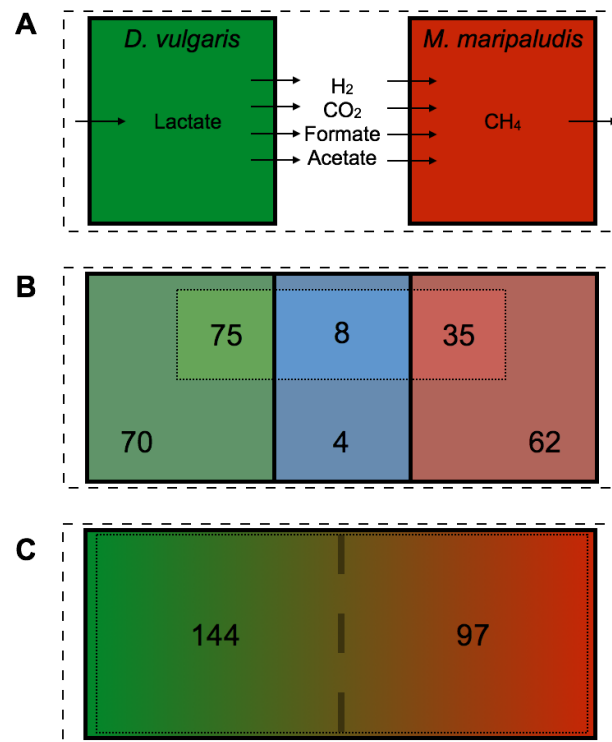 A
D. vulgaris
M. maripaludis
H₂
CO₂
Lactate
CH₄
Formate
Acetate
B
75
8
35
70
4
62
C
144
97